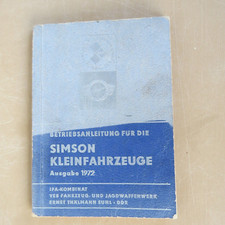 BETRIEBSANLEITUNG FÜR DIE
SIMSON
KLEINFAHRZEUGE
Ausgabe 1972
IFA-KOMBINAT
VEB FAHRZEUG- UND JAGDWAFFENWERK
ERNST THÄLMANN SUHL · DDR